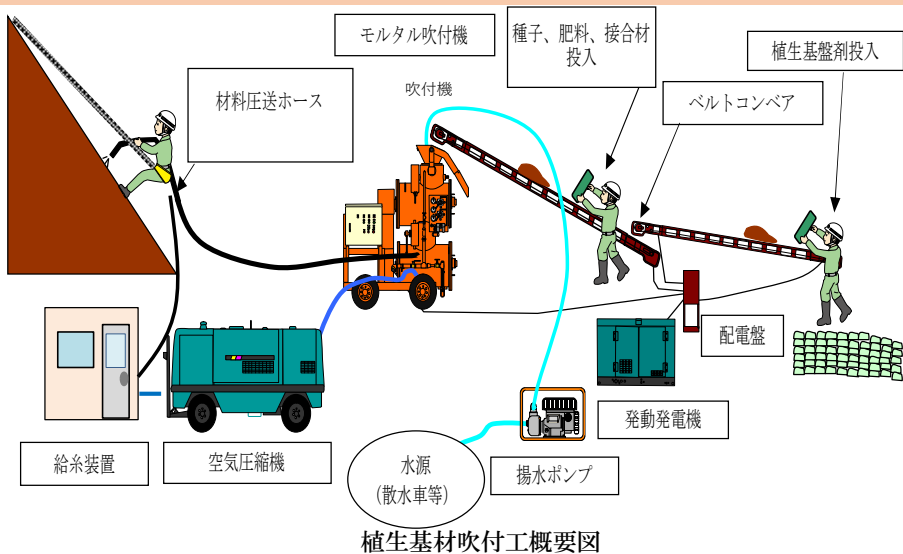 モルタル吹付機
種子、肥料、接合材
投入
植生基盤剤投入
吹付機
材料圧送ホース
ベルトコンベア
配電盤
発動発電機
給糸装置
空気圧縮機
水源
(散水車等)
揚水ポンプ
植生基材吹付工概要図